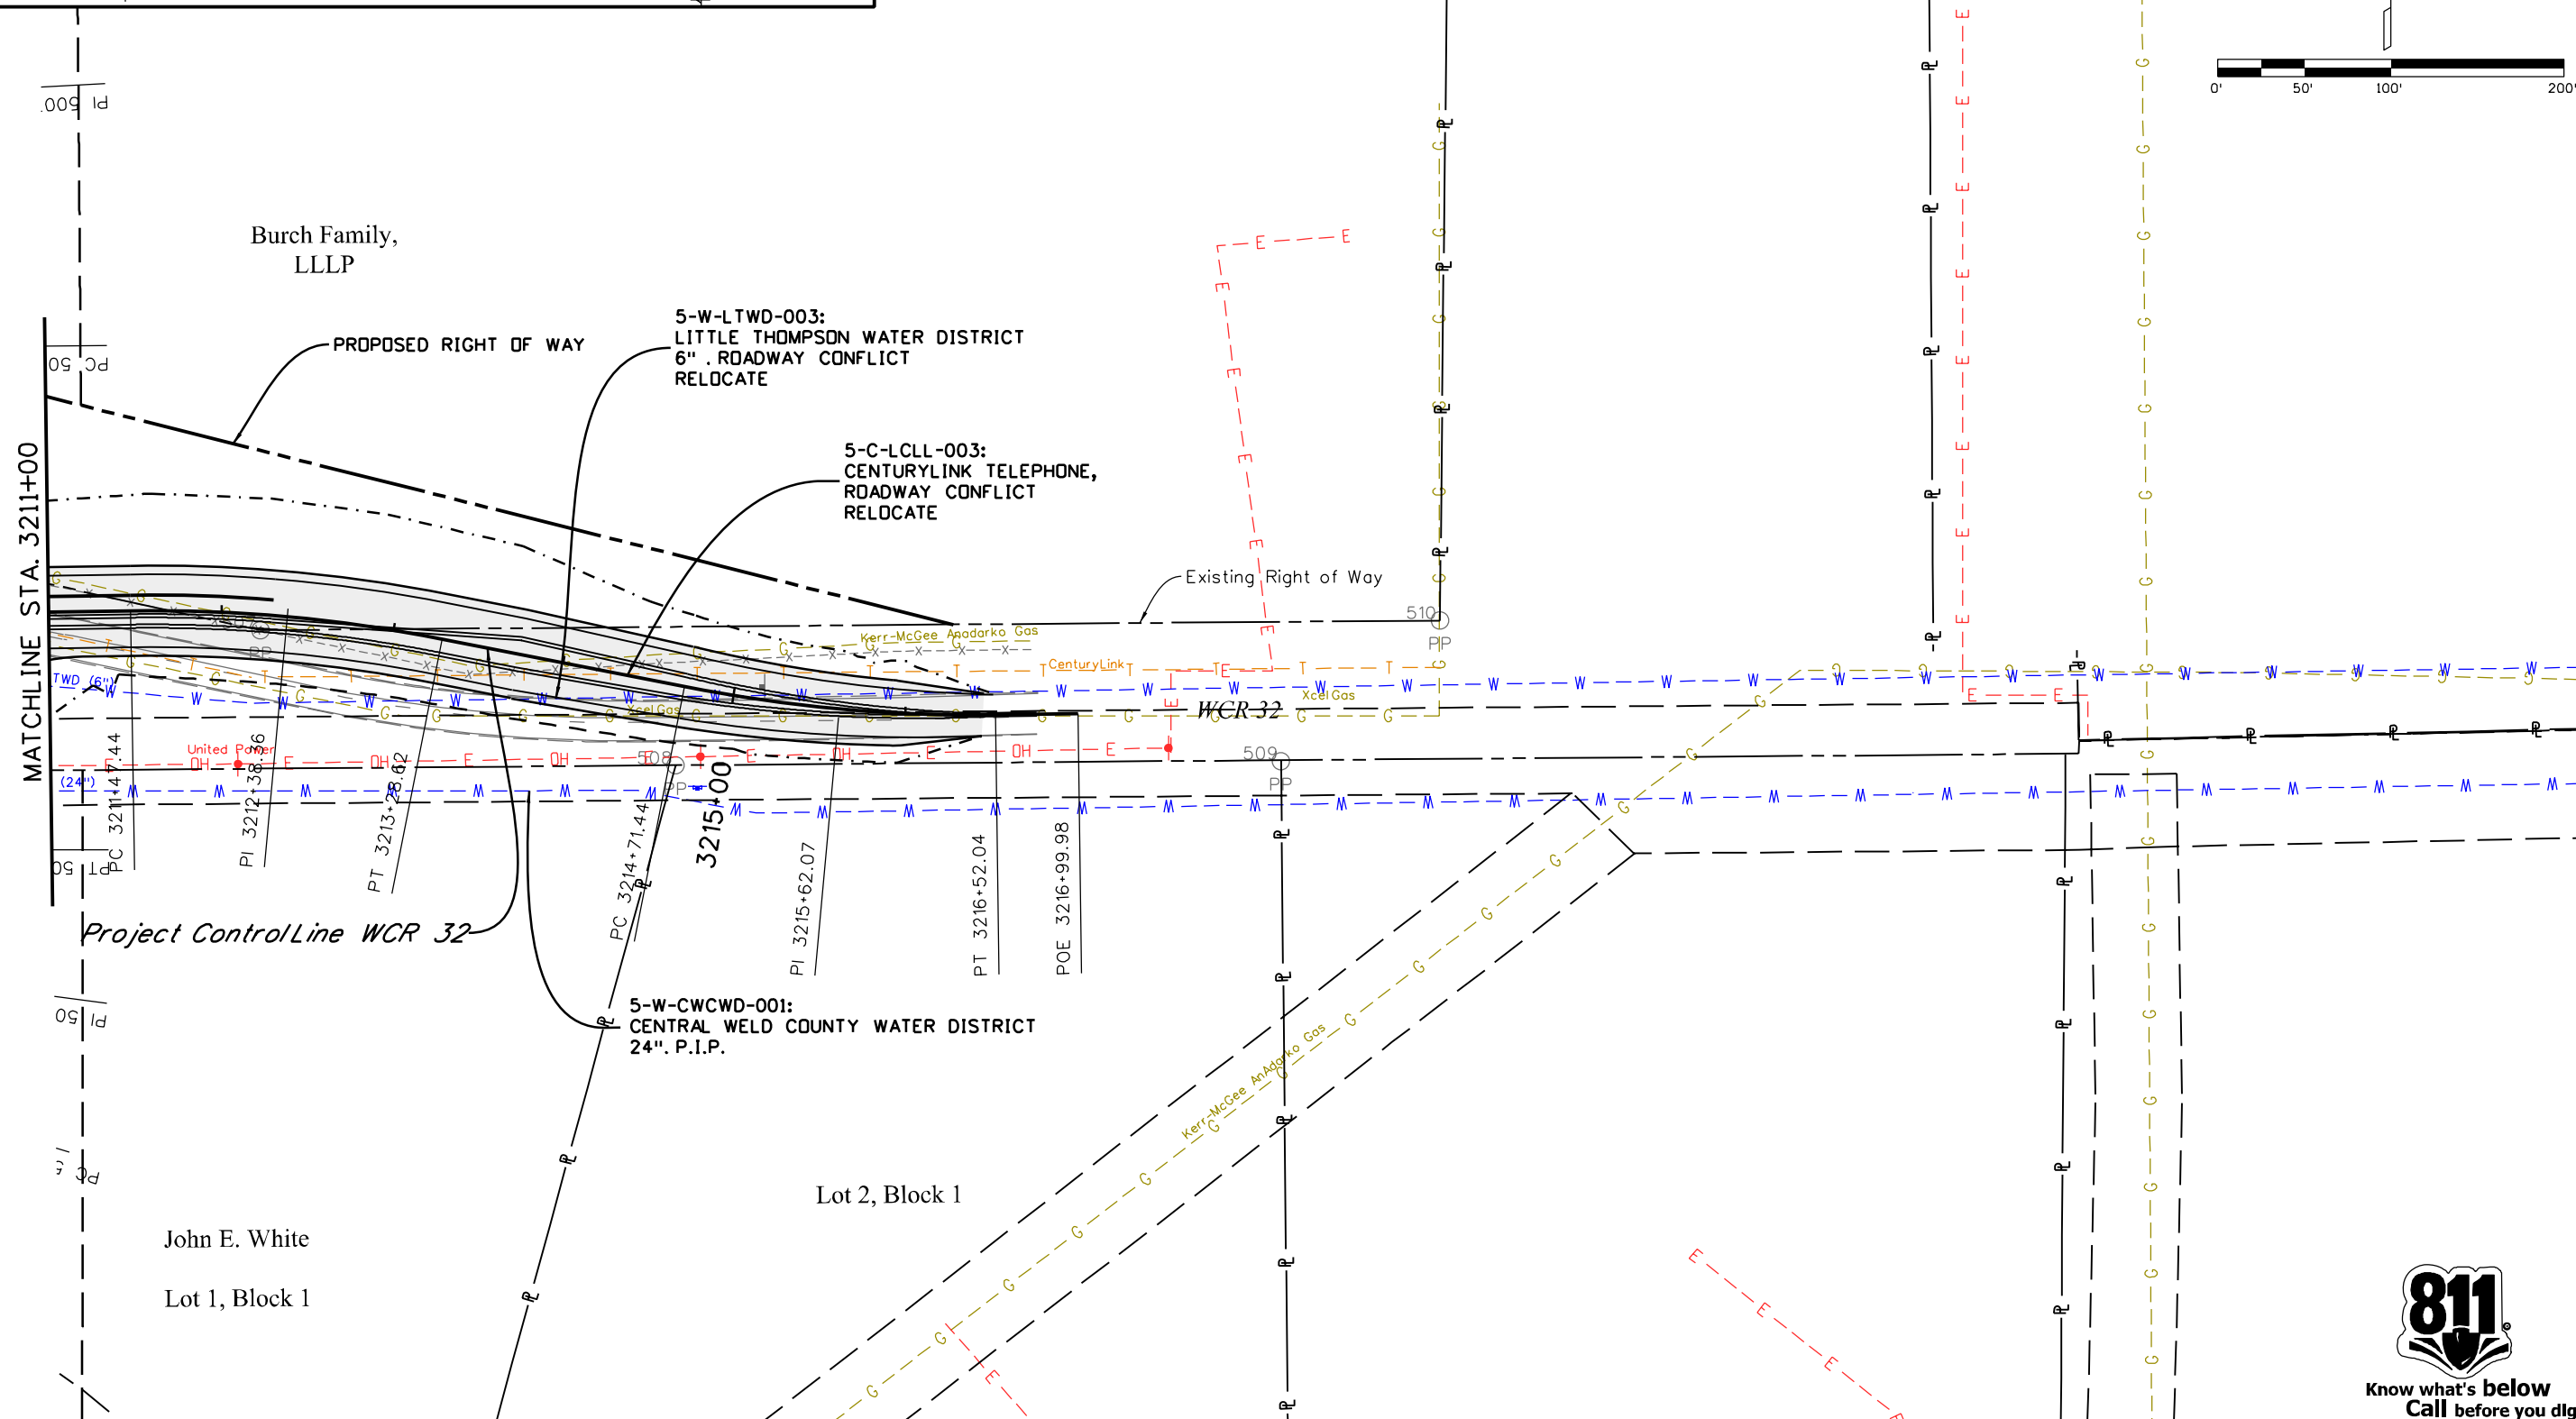 0'
50'
100'
200'
PI 500.
PC 50
Burch Family,
LLLP
PROPOSED RIGHT OF WAY
5-W-LTWD-003:
LITTLE THOMPSON WATER DISTRICT
6" . ROADWAY CONFLICT
RELOCATE
5-C-LCLL-003:
CENTURYLINK TELEPHONE,
ROADWAY CONFLICT
RELOCATE
MATCHLINE STA. 3211+00
Existing Right of Way
510
PP
Kerr-McGee Anadarko Gas
CenturyLink
TWD (6")
Xcel Gas
Xcel Gas
WCR 32
PP
United Power
508
PP
509
PP
(24")
PC 3211+47.44
PI 3212+38.36
PT 3213+28.62
PC 3214+71.44
3215+00
PI 3215+62.07
PT 3216+52.04
POE 3216+99.98
PT 50
Project Control Line WCR 32
5-W-CWCWD-001:
CENTRAL WELD COUNTY WATER DISTRICT
24". P.I.P.
PI 50
Kerr-McGee AnAdarko Gas
PC
Lot 2, Block 1
John E. White
Lot 1, Block 1
811
Know what's below
Call before you dig